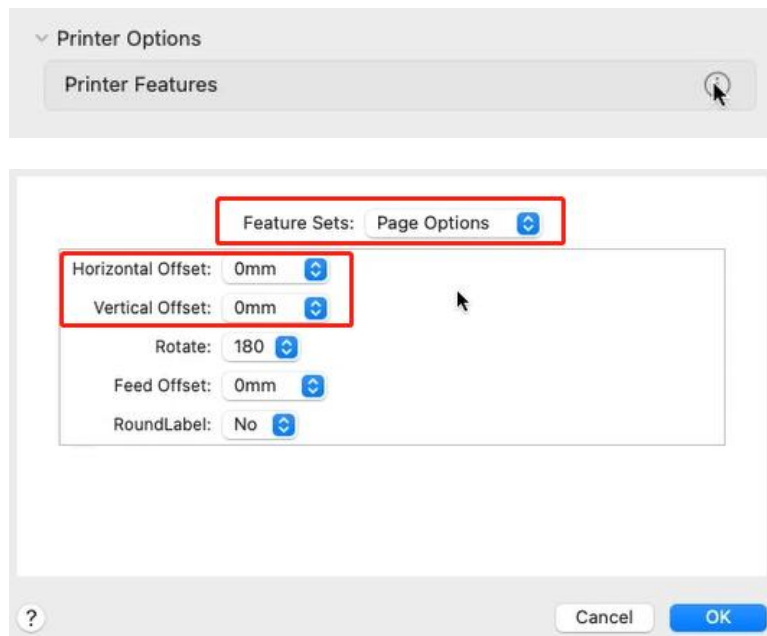 Printer Options
Printer Features
Feature Sets: Page Options
Horizontal Offset: 0mm
Vertical Offset: 0mm
Rotate: 180
Feed Offset: 0mm
RoundLabel: No
? Cancel OK